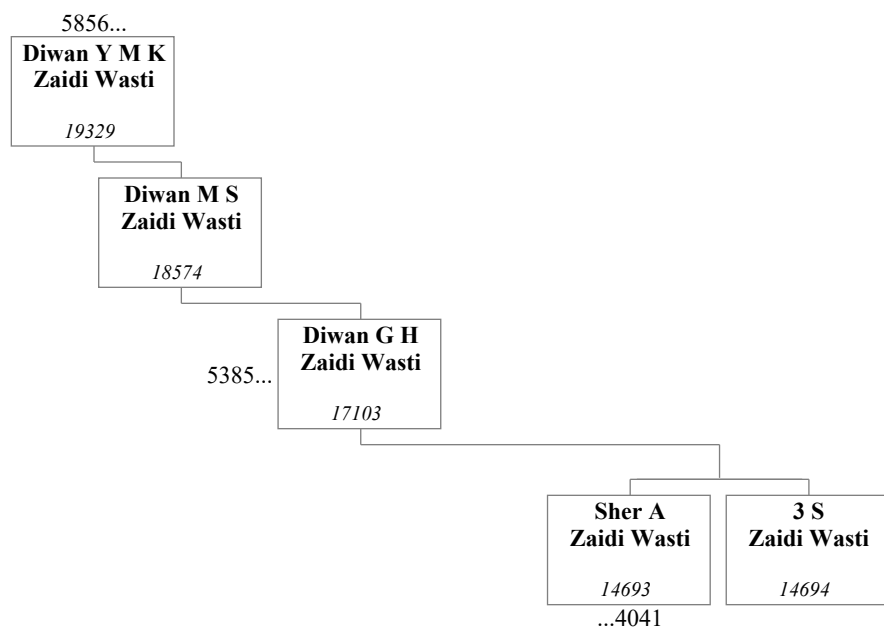 5856...
Diwan Y M K
Zaidi Wasti
19329
Diwan M S
Zaidi Wasti
18574
Diwan G H
Zaidi Wasti
5385...
17103
Sher A
Zaidi Wasti
14693
...4041
3 S
Zaidi Wasti
14694